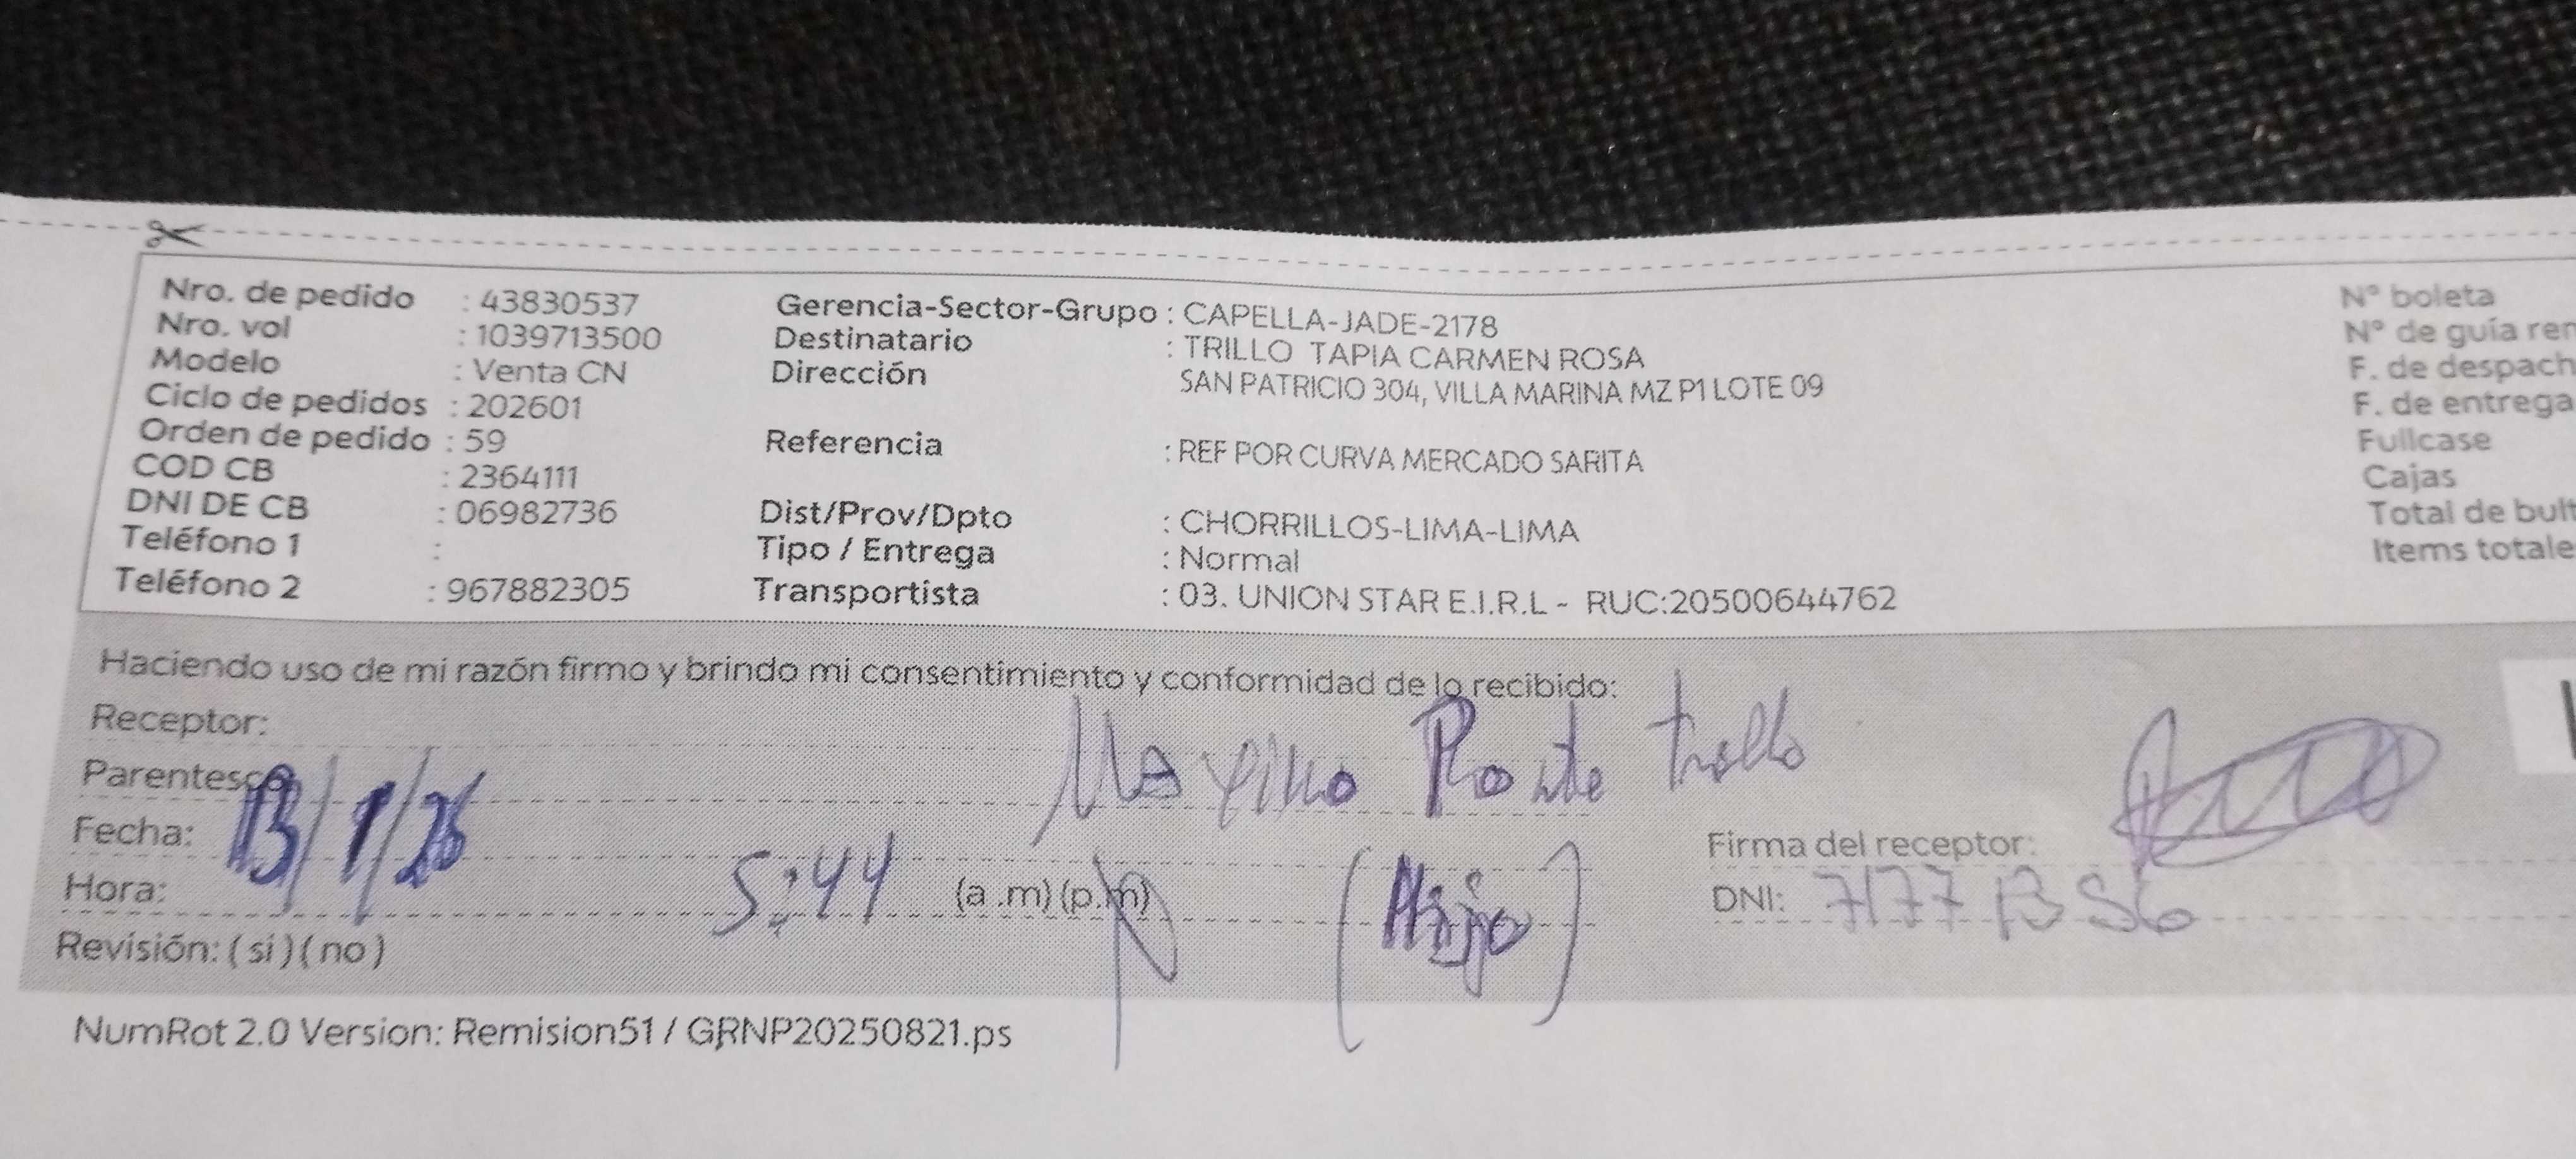 Nro. de pedido : 43830537
Nro. vol : 1039713500
Modelo : Venta CN
Ciclo de pedidos : 202601
Orden de pedido : 59
COD CB : 2364111
DNI DE CB : 06982736
Teléfono 1 :
Teléfono 2 : 967882305
Gerencia-Sector-Grupo : CAPELLA-JADE-2178
Destinatario : TRILLO TAPIA CARMEN ROSA
Dirección SAN PATRICIO 304, VILLA MARINA MZ P1 LOTE 09
Referencia : REF POR CURVA MERCADO SARITA
Dist/Prov/Dpto : CHORRILLOS-LIMA-LIMA
Tipo / Entrega : Normal
Transportista : 03. UNION STAR E.I.R.L - RUC:20500644762
N° boleta
N° de guía rem
F. de despach
F. de entrega
Fullcase
Cajas
Total de bult
Items totale
Haciendo uso de mi razón firmo y brindo mi consentimiento y conformidad de lo recibido:
Receptor: Ponte Trillo
Parentesco
Fecha: 13/1/26
Hora: 5:44 (a .m) (p.m) (Hijo)
Revisión: ( si ) ( no )
Firma del receptor:
DNI: 71771356
NumRot 2.0 Version: Remision51 / GRNP20250821.ps